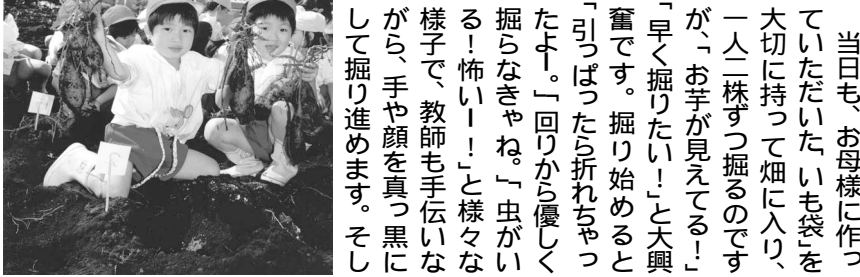 当日も、お母様に作っ
ていただいた「いも袋」を
大切に持って畑に入り、
一人二株ずつ掘るのです
が、「お芋が見えてる！」
「早く掘りたい！」と大興
奮です。掘り始めると
「引っぱったら折れちゃっ
たよー。」「回りから優しく
掘らなきゃね。」「虫がい
る！怖いー！」と様々な
様子で、教師も手伝いな
がら、手や顔を真っ黒に
して掘り進めます。そし